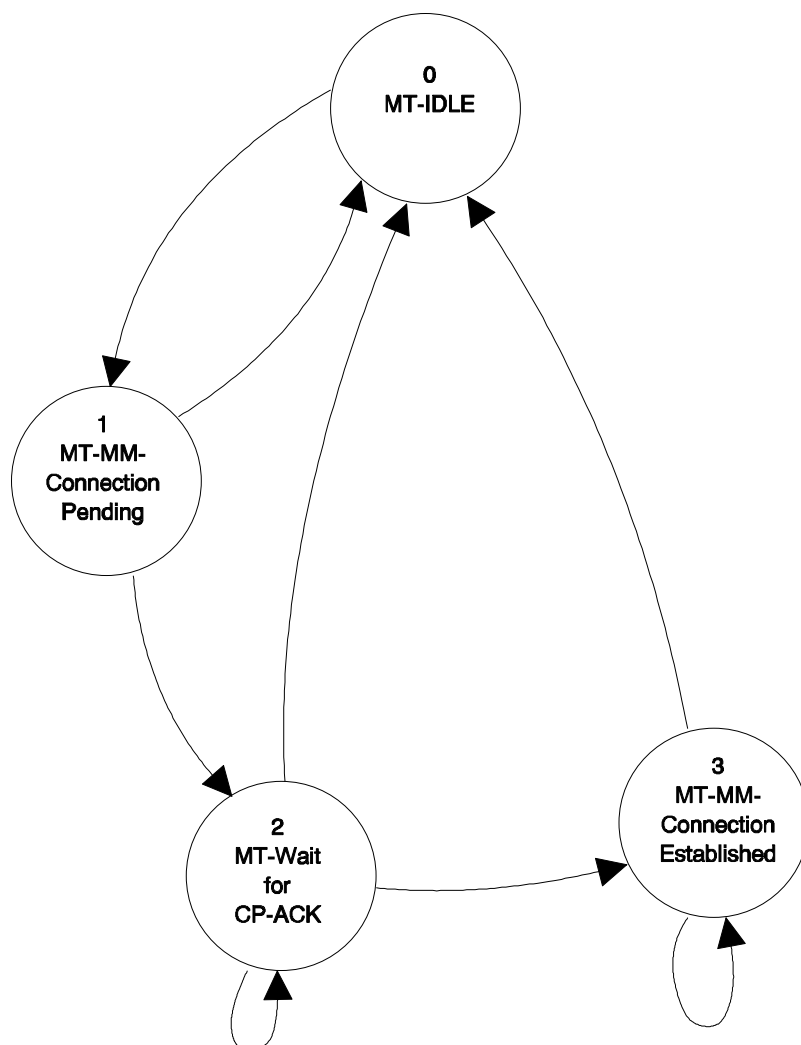 0
MT-IDLE
1
MT-MM-
Connection
Pending
2
MT-Wait
for
CP-ACK
3
MT-MM-
Connection
Established